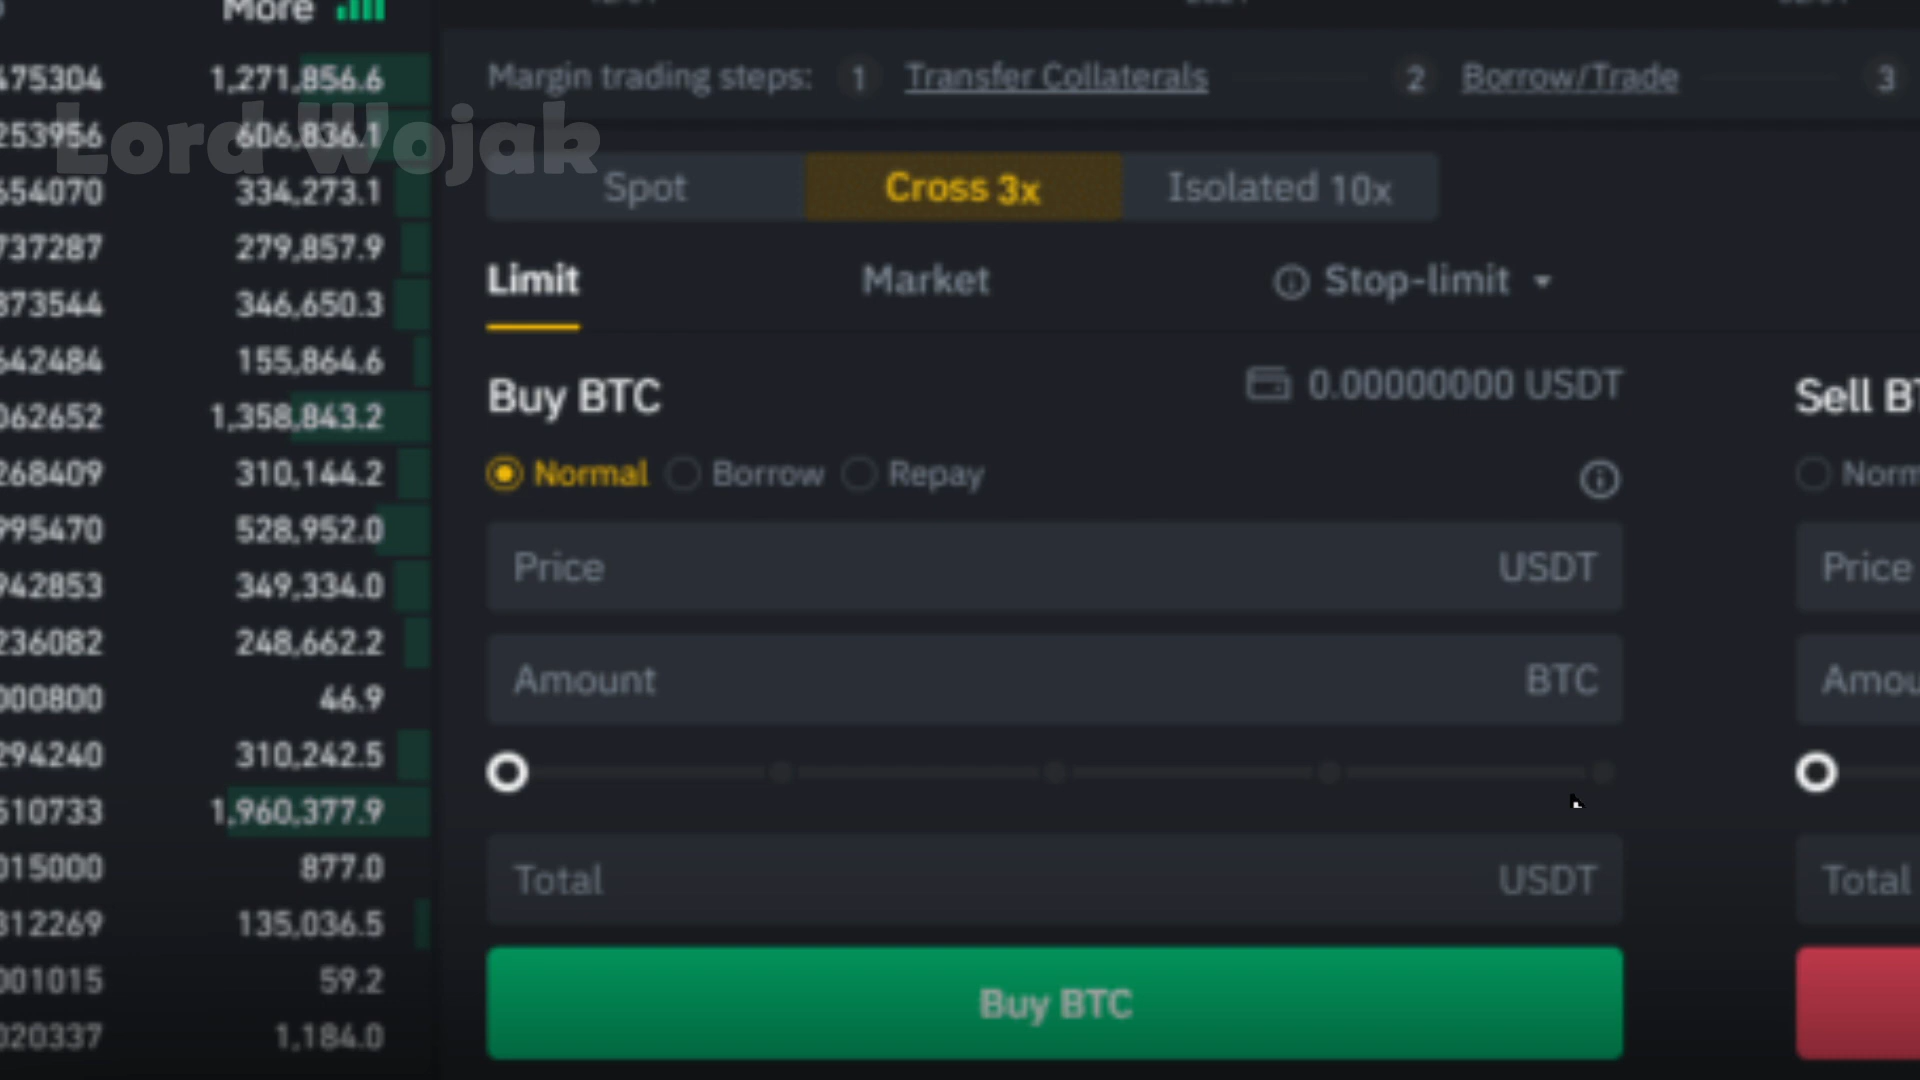 More
475304 1,271,856.6
253956 606,836.1
654070 334,273.1
737287 279,857.9
873544 346,650.3
642484 155,864.6
062652 1,358,843.2
268409 310,144.2
995470 528,952.0
942853 349,334.0
236082 248,662.2
000800 46.9
294240 310,242.5
510733 1,960,377.9
015000 877.0
312269 135,036.5
001015 59.2
020337 1,184.0
Lord Wojak
Margin trading steps: 1 Transfer Collaterals 2 Borrow/Trade 3
Spot Cross 3x Isolated 10x
Limit Market Stop-limit
Buy BTC 0.00000000 USDT
Normal Borrow Repay
Price USDT
Amount BTC
Total USDT
Buy BTC
Sell BT
Norm
Price
Amou
Total